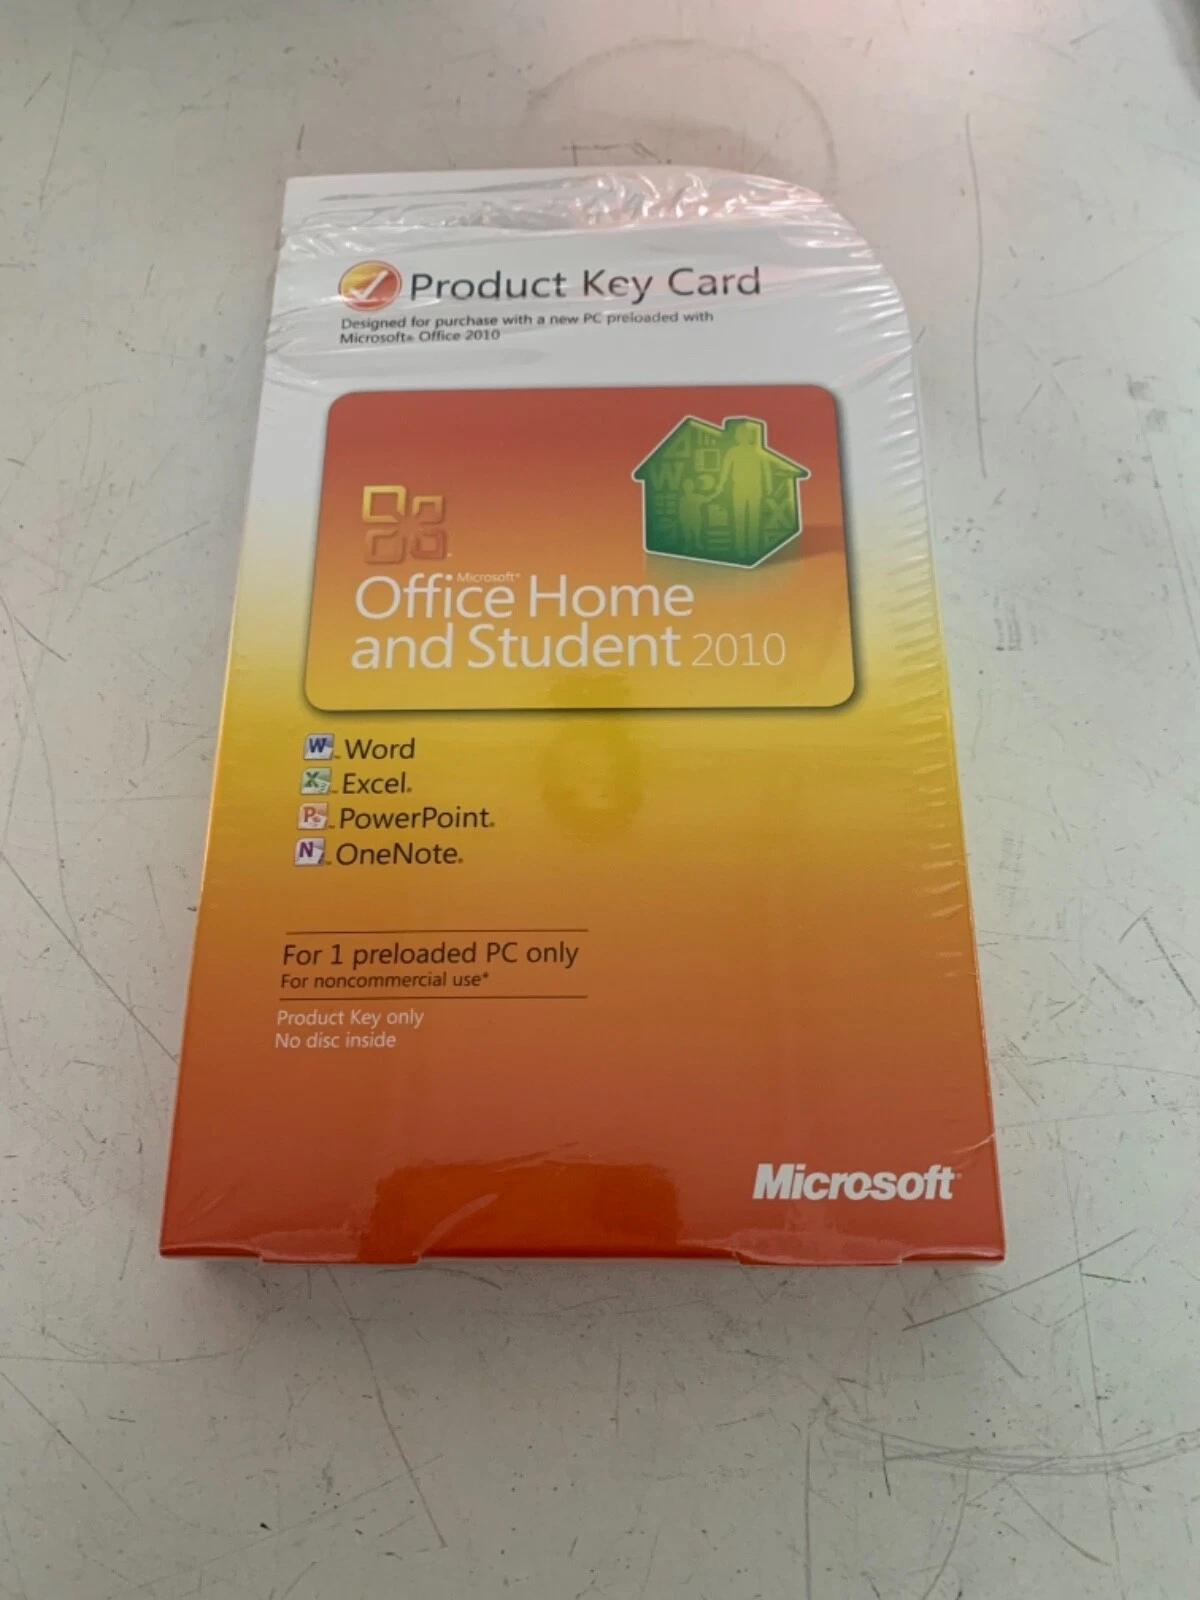 Product Key Card
Designed for purchase with a new PC preloaded with
Microsoft® Office 2010
Microsoft®
Office Home
and Student 2010
Word
Excel®
PowerPoint®
OneNote®
For 1 preloaded PC only
For noncommercial use*
Product Key only
No disc inside
Microsoft®